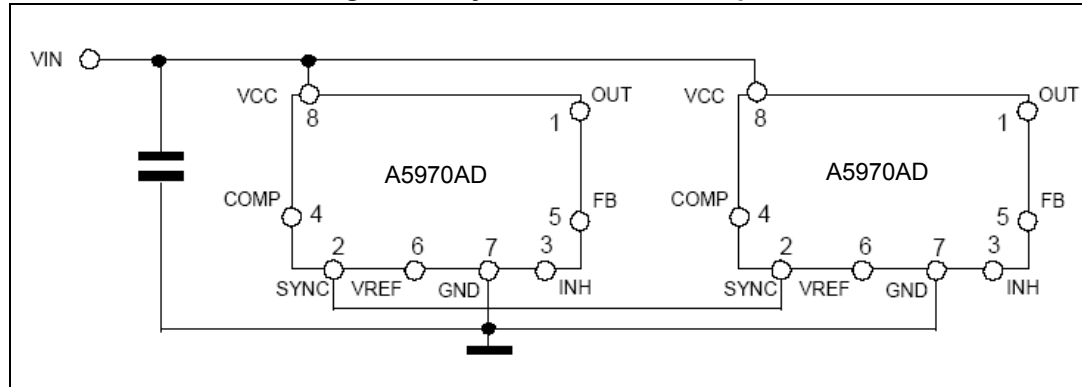 VIN
VCC
8
OUT
1
A5970AD
COMP
4
FB
5
2
6
7
3
SYNC
VREF
GND
INH
VCC
8
OUT
1
A5970AD
COMP
4
FB
5
2
6
7
3
SYNC
VREF
GND
INH